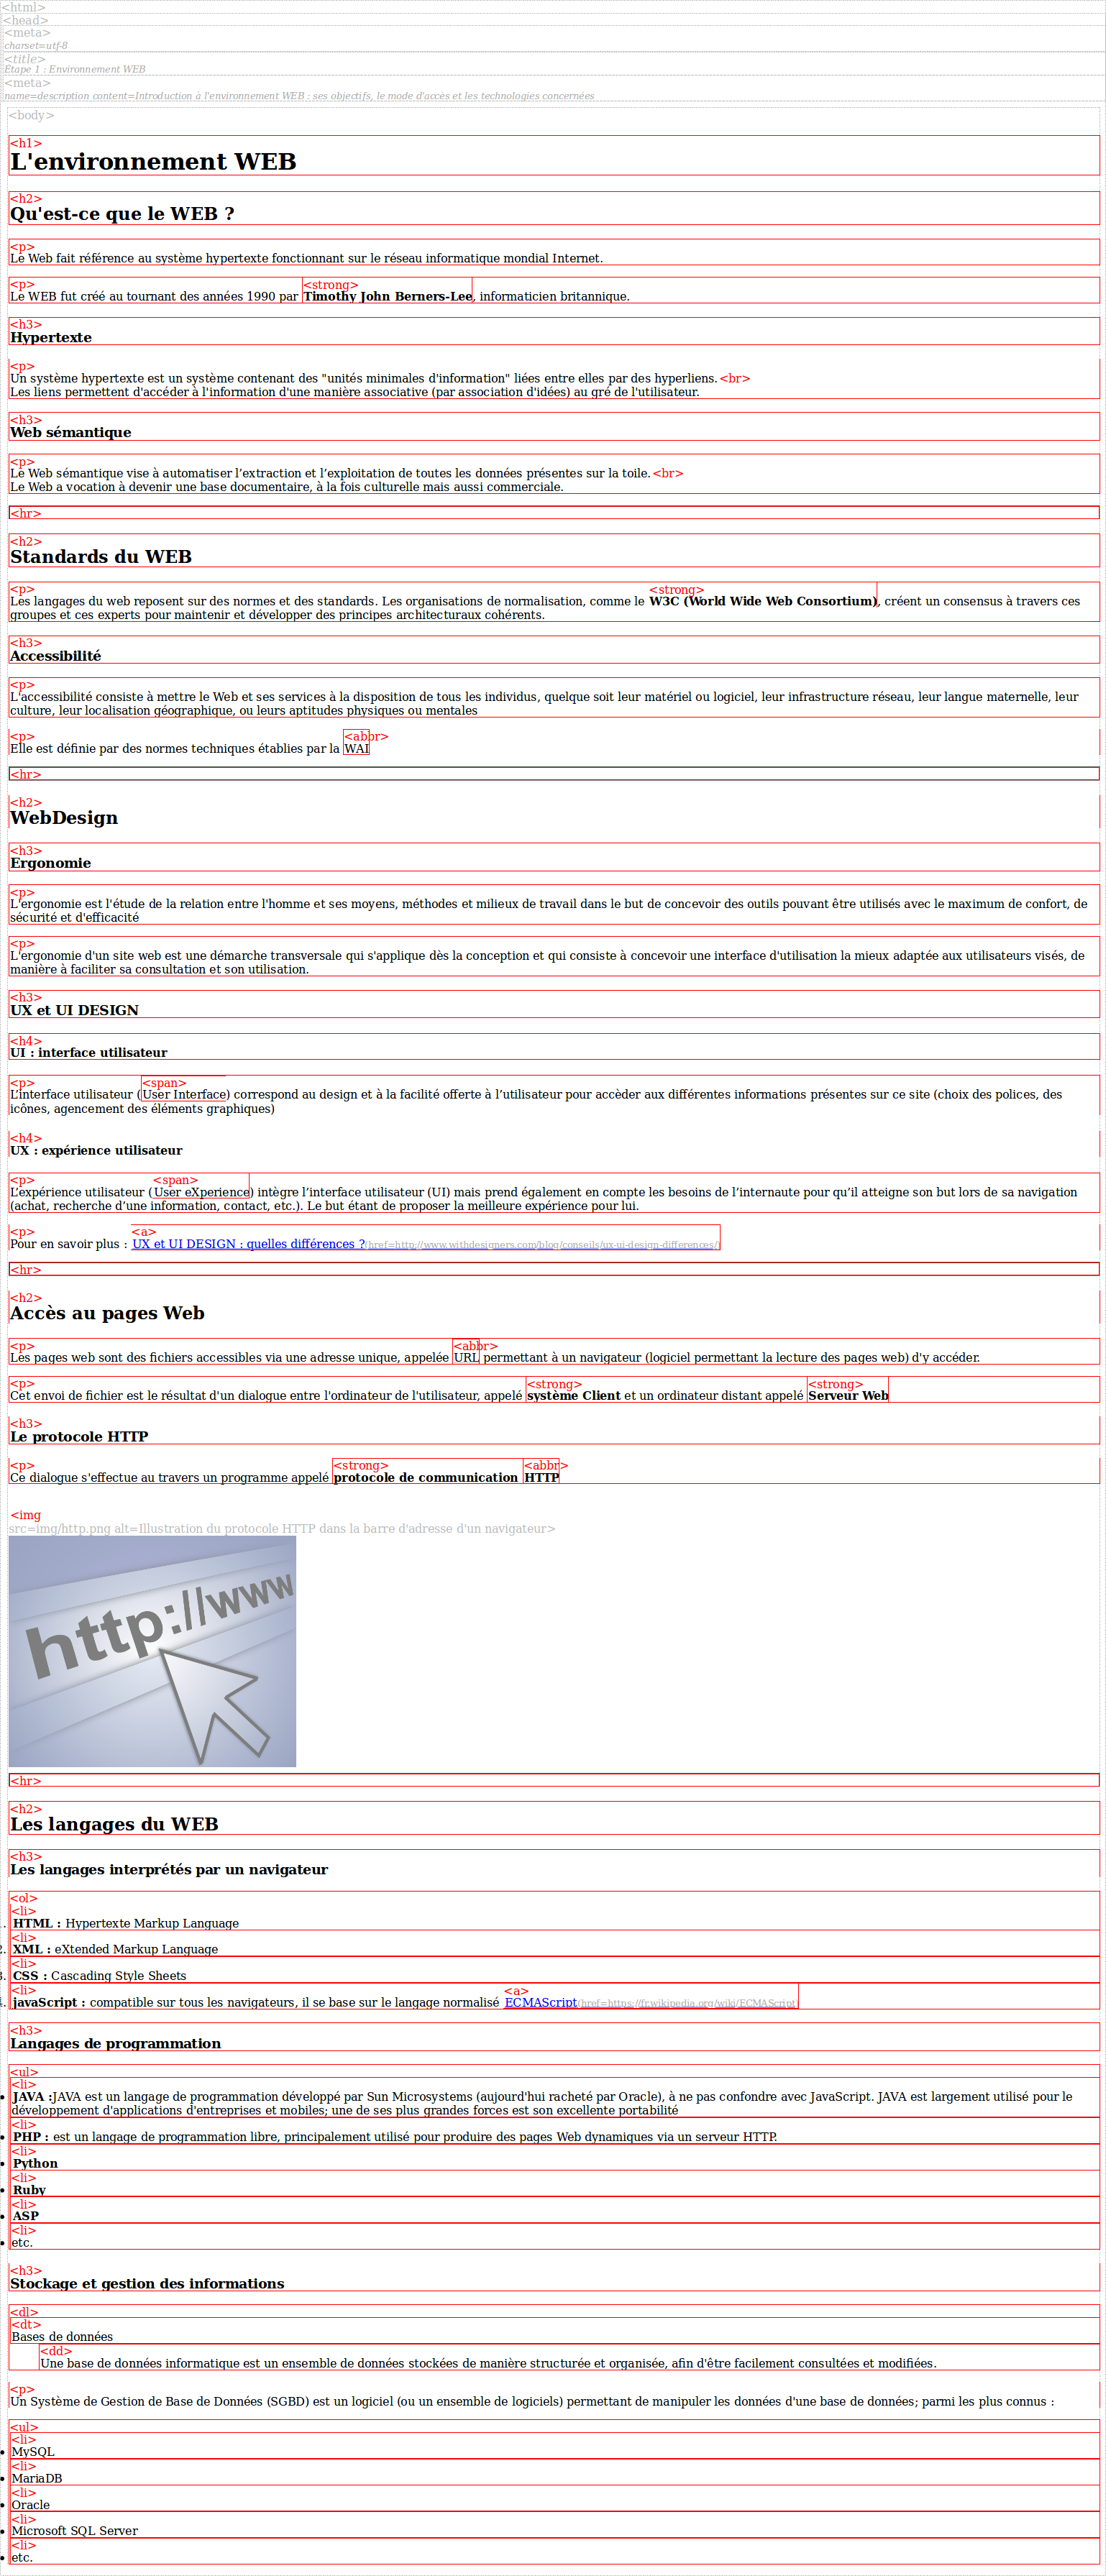 <html>
<head>
<meta>
charset=utf-8
<title>
Étape 1 : Environnement WEB
<meta>
name=description content=Introduction à l'environnement WEB : ses objectifs, le mode d'accès et les technologies concernées
<body>
<h1>
L'environnement WEB
<h2>
Qu'est-ce que le WEB ?
<p>
Le Web fait référence au système hypertexte fonctionnant sur le réseau informatique mondial Internet.
<p> <strong>
Le WEB fut créé au tournant des années 1990 par Timothy John Berners-Lee, informaticien britannique.
<h3>
Hypertexte
<p>
Un système hypertexte est un système contenant des "unités minimales d'information" liées entre elles par des hyperliens.<br>
Les liens permettent d'accéder à l'information d'une manière associative (par association d'idées) au gré de l'utilisateur.
<h3>
Web sémantique
<p>
Le Web sémantique vise à automatiser l’extraction et l’exploitation de toutes les données présentes sur la toile.<br>
Le Web a vocation à devenir une base documentaire, à la fois culturelle mais aussi commerciale.
<hr>
<h2>
Standards du WEB
<p> <strong>
Les langages du web reposent sur des normes et des standards. Les organisations de normalisation, comme le W3C (World Wide Web Consortium), créent un consensus à travers ces
groupes et ces experts pour maintenir et développer des principes architecturaux cohérents.
<h3>
Accessibilité
<p>
L'accessibilité consiste à mettre le Web et ses services à la disposition de tous les individus, quelque soit leur matériel ou logiciel, leur infrastructure réseau, leur langue maternelle, leur
culture, leur localisation géographique, ou leurs aptitudes physiques ou mentales
<p> <abbr>
Elle est définie par des normes techniques établies par la WAI
<hr>
<h2>
WebDesign
<h3>
Ergonomie
<p>
L'ergonomie est l'étude de la relation entre l'homme et ses moyens, méthodes et milieux de travail dans le but de concevoir des outils pouvant être utilisés avec le maximum de confort, de
sécurité et d'efficacité
<p>
L'ergonomie d'un site web est une démarche transversale qui s'applique dès la conception et qui consiste à concevoir une interface d'utilisation la mieux adaptée aux utilisateurs visés, de
manière à faciliter sa consultation et son utilisation.
<h3>
UX et UI DESIGN
<h4>
UI : interface utilisateur
<p> <span>
L’interface utilisateur (User Interface) correspond au design et à la facilité offerte à l’utilisateur pour accèder aux différentes informations présentes sur ce site (choix des polices, des
icônes, agencement des éléments graphiques)
<h4>
UX : expérience utilisateur
<p> <span>
L’expérience utilisateur (User eXperience) intègre l’interface utilisateur (UI) mais prend également en compte les besoins de l’internaute pour qu’il atteigne son but lors de sa navigation
(achat, recherche d’une information, contact, etc.). Le but étant de proposer la meilleure expérience pour lui.
<p> <a>
Pour en savoir plus : UX et UI DESIGN : quelles différences ?(href=http://www.withdesigners.com/blog/conseils/ux-ui-design-differences/)
<hr>
<h2>
Accès au pages Web
<p> <abbr>
Les pages web sont des fichiers accessibles via une adresse unique, appelée URL permettant à un navigateur (logiciel permettant la lecture des pages web) d'y accéder.
<p> <strong> <strong>
Cet envoi de fichier est le résultat d'un dialogue entre l'ordinateur de l'utilisateur, appelé système Client et un ordinateur distant appelé Serveur Web
<h3>
Le protocole HTTP
<p> <strong> <abbr>
Ce dialogue s'effectue au travers un programme appelé protocole de communication HTTP
<img
src=img/http.png alt=Illustration du protocole HTTP dans la barre d'adresse d'un navigateur>
http://www
<hr>
<h2>
Les langages du WEB
<h3>
Les langages interprétés par un navigateur
<ol>
<li>
HTML : Hypertexte Markup Language
<li>
2. XML : eXtended Markup Language
<li>
3. CSS : Cascading Style Sheets
<li> <a>
4. javaScript : compatible sur tous les navigateurs, il se base sur le langage normalisé ECMAScript(href=https://fr.wikipedia.org/wiki/ECMAScript)
<h3>
Langages de programmation
<ul>
<li>
JAVA :JAVA est un langage de programmation développé par Sun Microsystems (aujourd'hui racheté par Oracle), à ne pas confondre avec JavaScript. JAVA est largement utilisé pour le
développement d'applications d'entreprises et mobiles; une de ses plus grandes forces est son excellente portabilité
<li>
PHP : est un langage de programmation libre, principalement utilisé pour produire des pages Web dynamiques via un serveur HTTP.
<li>
Python
<li>
Ruby
<li>
ASP
<li>
etc.
<h3>
Stockage et gestion des informations
<dl>
<dt>
Bases de données
<dd>
Une base de données informatique est un ensemble de données stockées de manière structurée et organisée, afin d'être facilement consultées et modifiées.
<p>
Un Système de Gestion de Base de Données (SGBD) est un logiciel (ou un ensemble de logiciels) permettant de manipuler les données d'une base de données; parmi les plus connus :
<ul>
<li>
MySQL
<li>
MariaDB
<li>
Oracle
<li>
Microsoft SQL Server
<li>
etc.